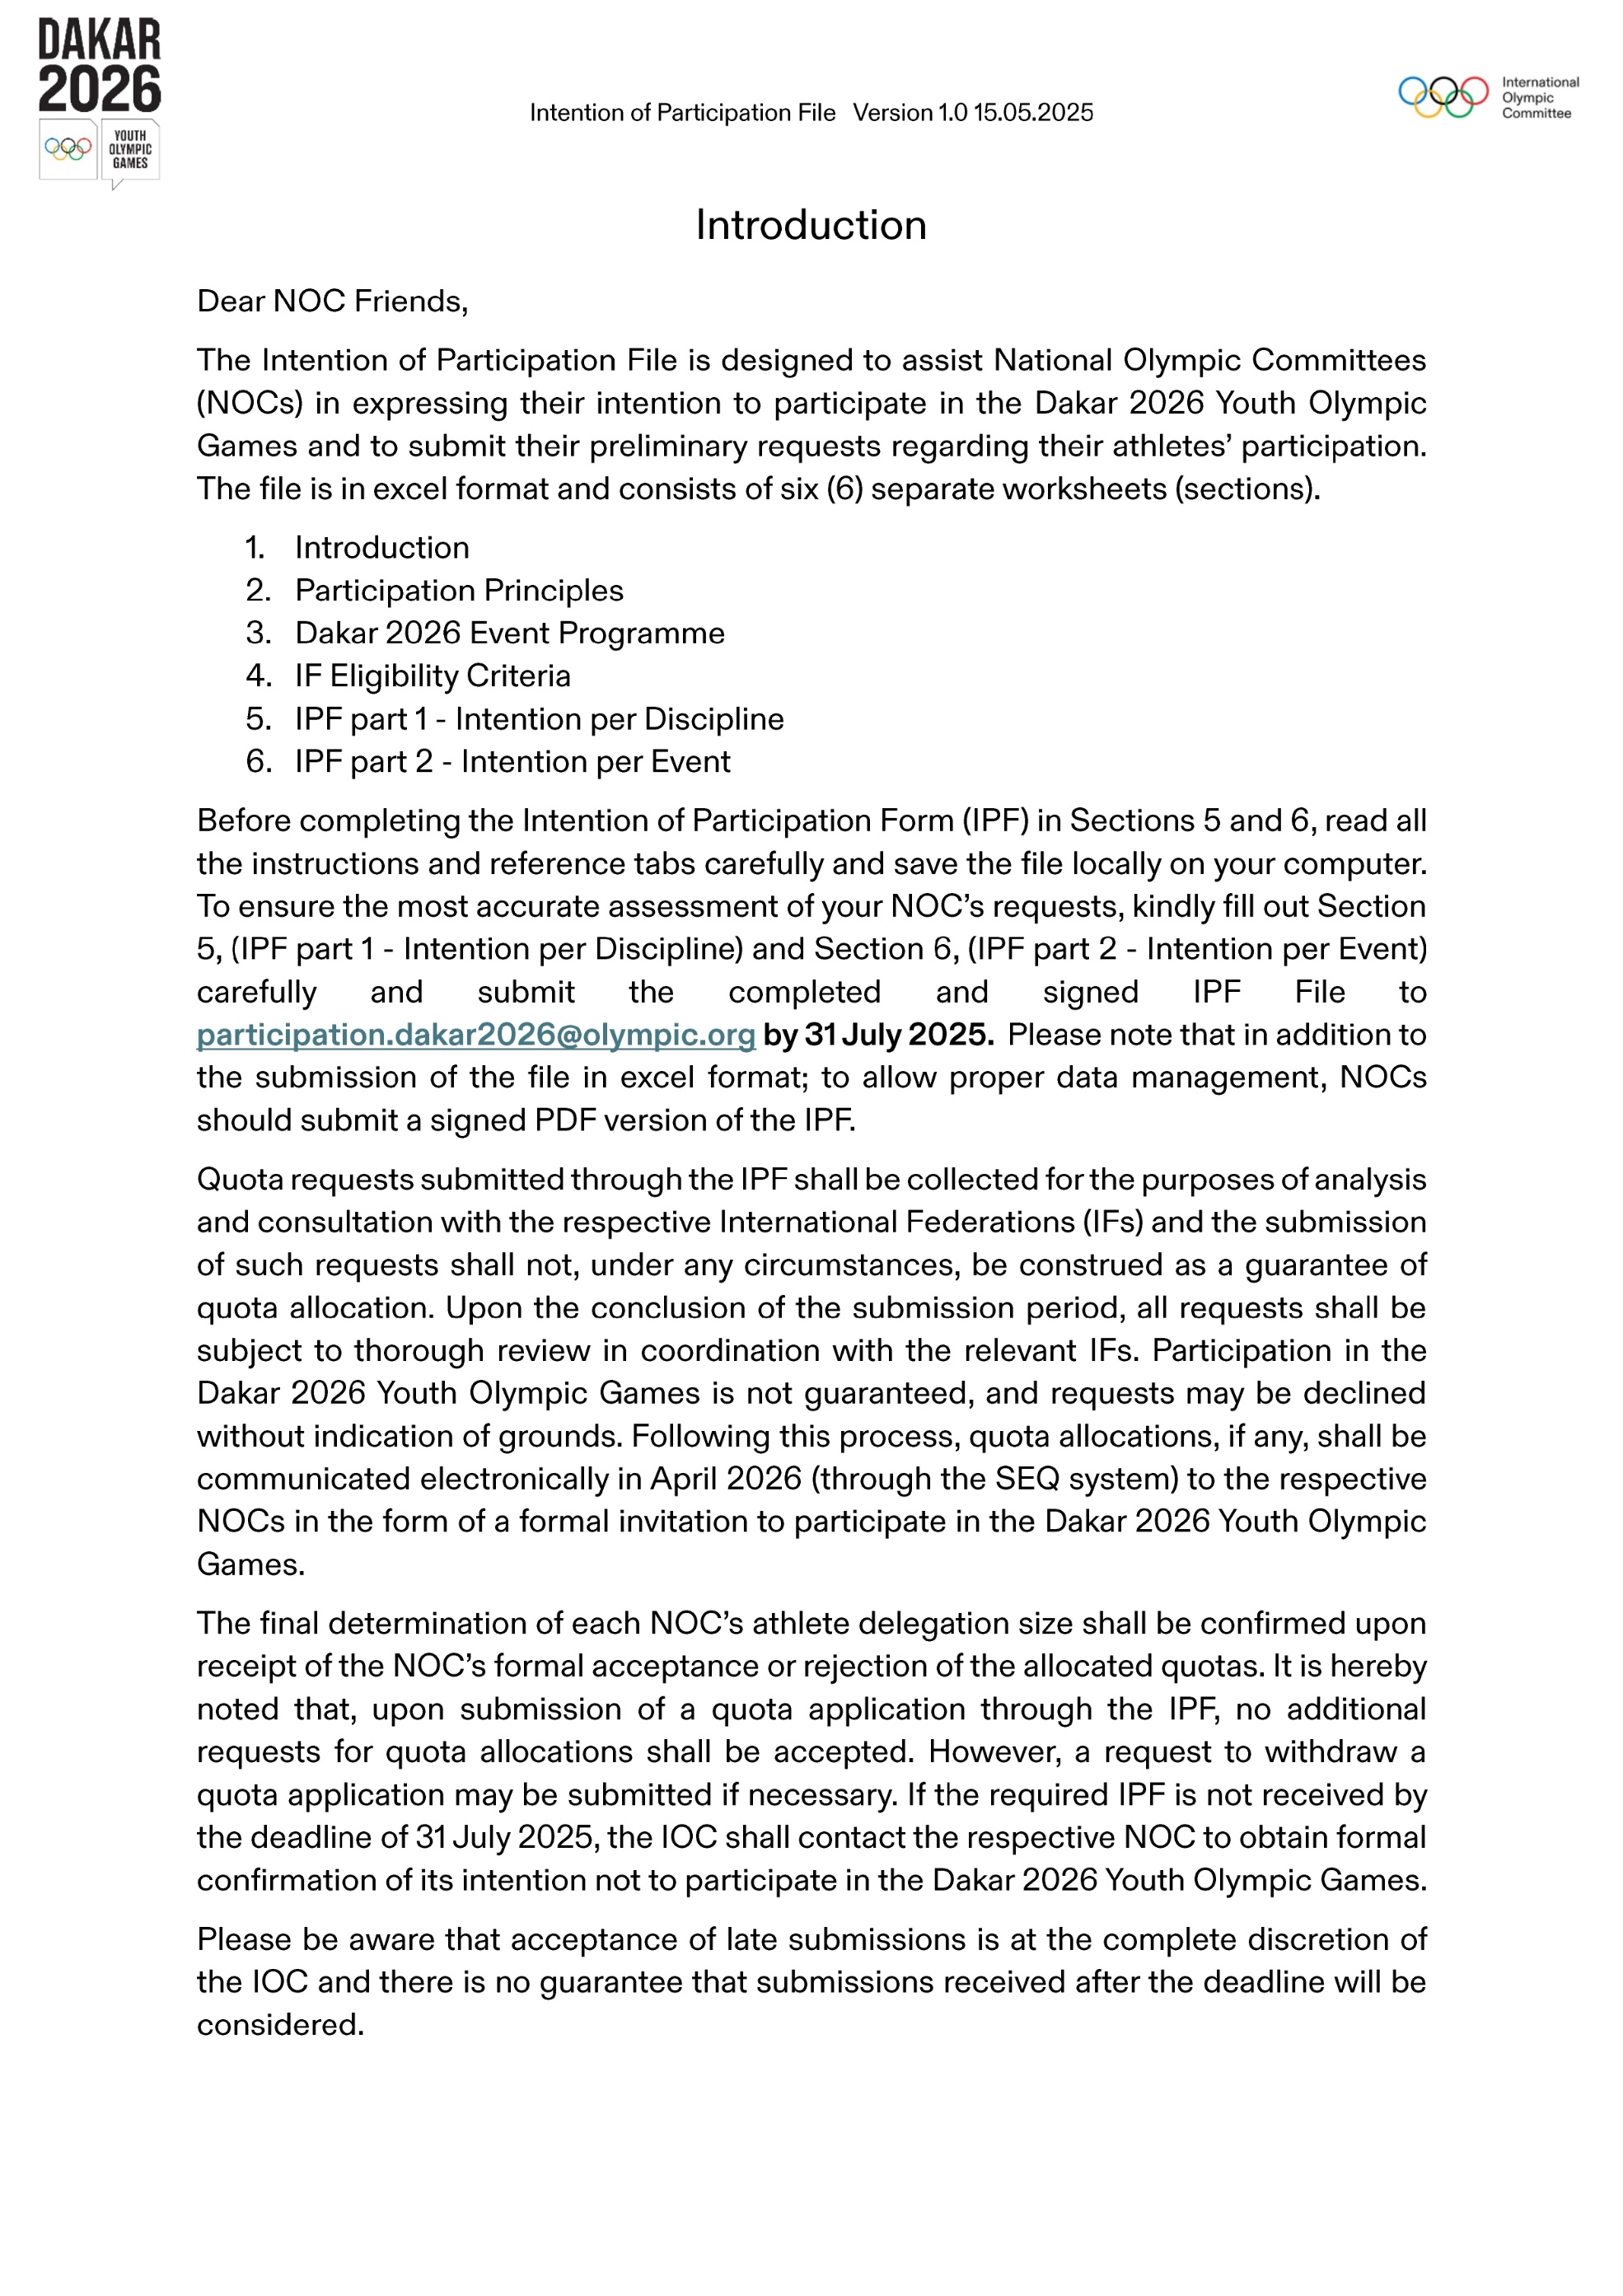 DAKAR
2026
YOUTH
OLYMPIC
GAMES
Intention of Participation File   Version 1.0 15.05.2025
International
Olympic
Committee
Introduction
Dear NOC Friends,
The Intention of Participation File is designed to assist National Olympic Committees
(NOCs) in expressing their intention to participate in the Dakar 2026 Youth Olympic
Games and to submit their preliminary requests regarding their athletes’ participation.
The file is in excel format and consists of six (6) separate worksheets (sections).
1. Introduction
2. Participation Principles
3. Dakar 2026 Event Programme
4. IF Eligibility Criteria
5. IPF part 1 - Intention per Discipline
6. IPF part 2 - Intention per Event
Before completing the Intention of Participation Form (IPF) in Sections 5 and 6, read all
the instructions and reference tabs carefully and save the file locally on your computer.
To ensure the most accurate assessment of your NOC’s requests, kindly fill out Section
5, (IPF part 1 - Intention per Discipline) and Section 6, (IPF part 2 - Intention per Event)
carefully and submit the completed and signed IPF File to
participation.dakar2026@olympic.org by 31 July 2025. Please note that in addition to
the submission of the file in excel format; to allow proper data management, NOCs
should submit a signed PDF version of the IPF.
Quota requests submitted through the IPF shall be collected for the purposes of analysis
and consultation with the respective International Federations (IFs) and the submission
of such requests shall not, under any circumstances, be construed as a guarantee of
quota allocation. Upon the conclusion of the submission period, all requests shall be
subject to thorough review in coordination with the relevant IFs. Participation in the
Dakar 2026 Youth Olympic Games is not guaranteed, and requests may be declined
without indication of grounds. Following this process, quota allocations, if any, shall be
communicated electronically in April 2026 (through the SEQ system) to the respective
NOCs in the form of a formal invitation to participate in the Dakar 2026 Youth Olympic
Games.
The final determination of each NOC’s athlete delegation size shall be confirmed upon
receipt of the NOC’s formal acceptance or rejection of the allocated quotas. It is hereby
noted that, upon submission of a quota application through the IPF, no additional
requests for quota allocations shall be accepted. However, a request to withdraw a
quota application may be submitted if necessary. If the required IPF is not received by
the deadline of 31 July 2025, the IOC shall contact the respective NOC to obtain formal
confirmation of its intention not to participate in the Dakar 2026 Youth Olympic Games.
Please be aware that acceptance of late submissions is at the complete discretion of
the IOC and there is no guarantee that submissions received after the deadline will be
considered.